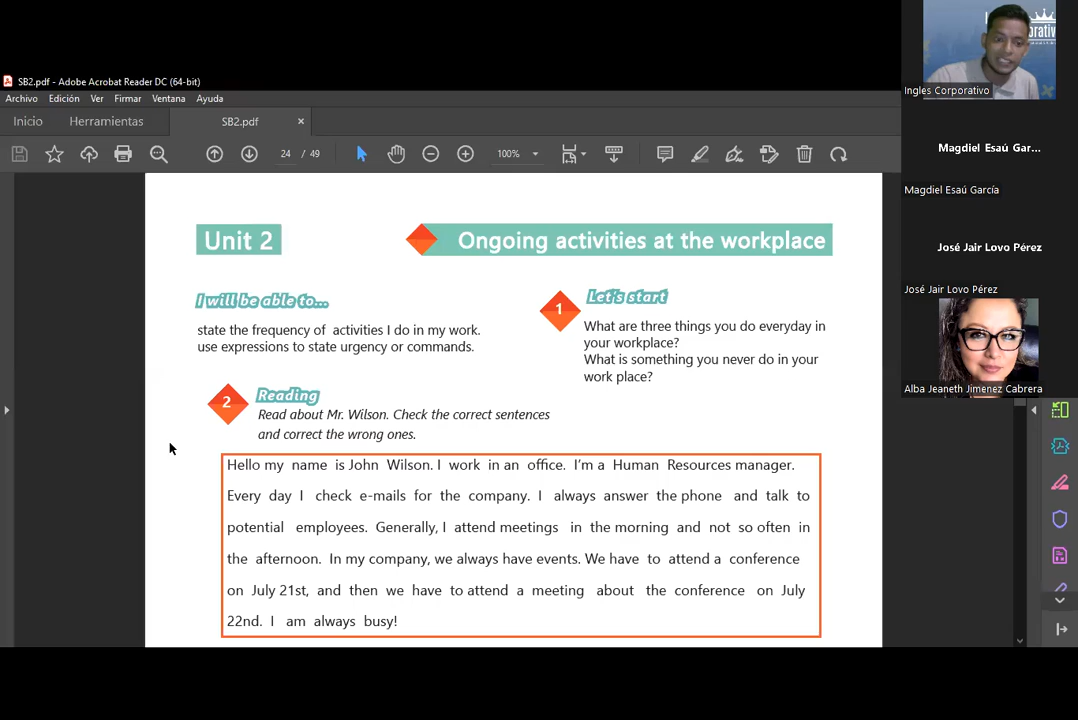 SB2.pdf - Adobe Acrobat Reader DC (64-bit)
Archivo Edición Ver Firmar Ventana Ayuda
Inicio Herramientas SB2.pdf ×
24 / 49 100%
Unit 2
Ongoing activities at the workplace
I will be able to...
state the frequency of activities I do in my work.
use expressions to state urgency or commands.
1 Let's start
What are three things you do everyday in
your workplace?
What is something you never do in your
work place?
2 Reading
Read about Mr. Wilson. Check the correct sentences
and correct the wrong ones.
Hello my name is John Wilson. I work in an office. I'm a Human Resources manager.
Every day I check e-mails for the company. I always answer the phone and talk to
potential employees. Generally, I attend meetings in the morning and not so often in
the afternoon. In my company, we always have events. We have to attend a conference
on July 21st, and then we have to attend a meeting about the conference on July
22nd. I am always busy!
Ingles Corporativo
Magdiel Esaú Gar...
Magdiel Esaú García
José Jair Lovo Pérez
José Jair Lovo Pérez
Alba Jeaneth Jimenez Cabrera